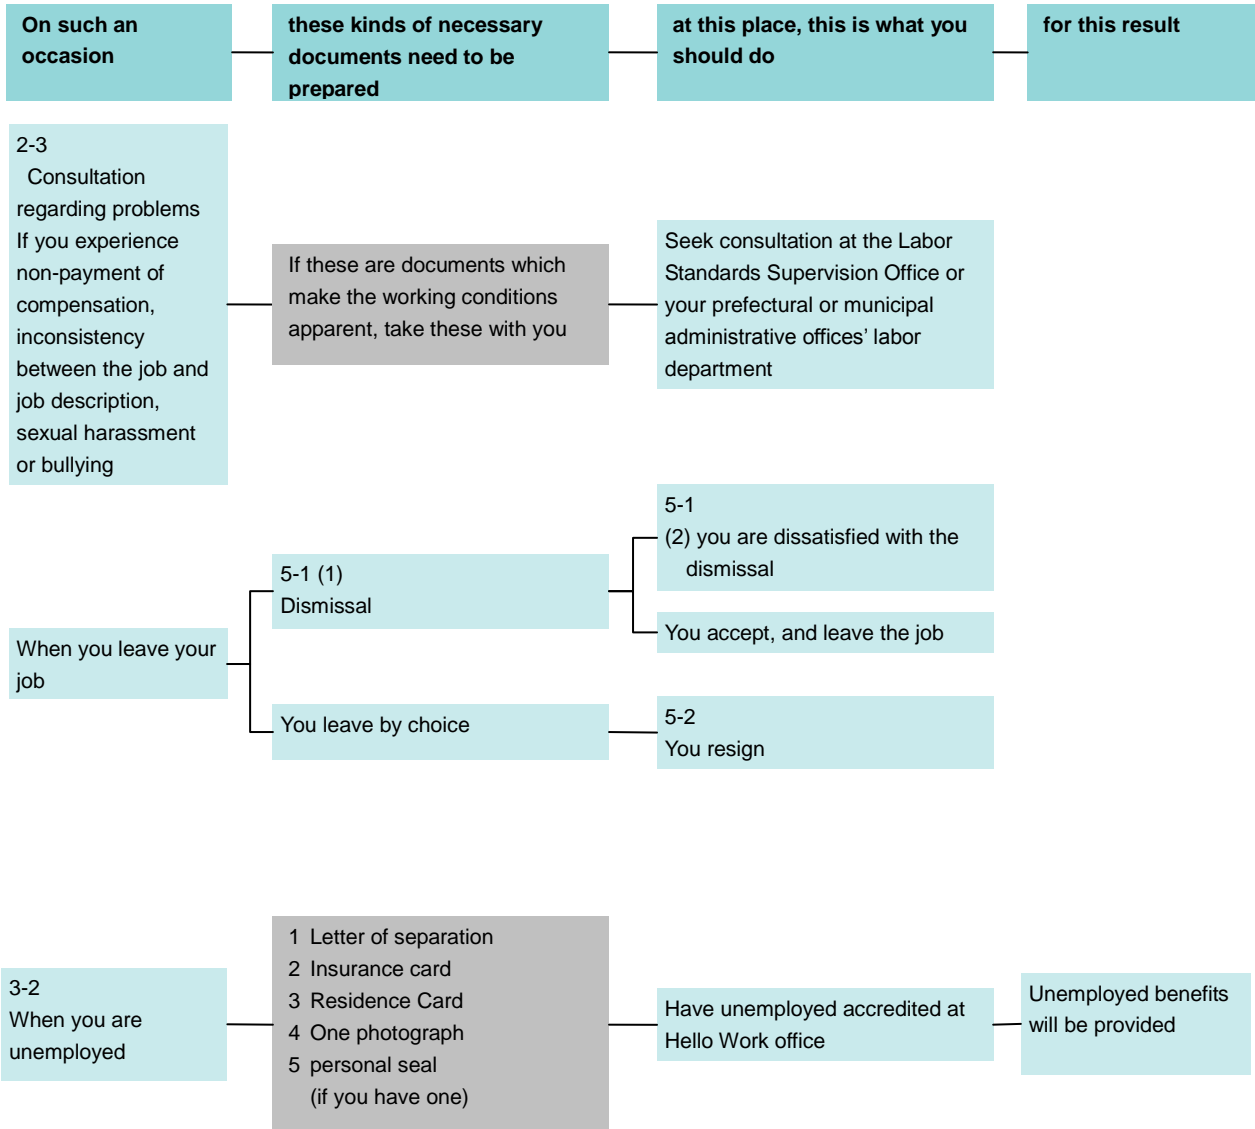 On such an
occasion
these kinds of necessary
documents need to be
prepared
at this place, this is what you
should do
for this result
2-3
Consultation
regarding problems
If you experience
non-payment of
compensation,
inconsistency
between the job and
job description,
sexual harassment
or bullying
If these are documents which
make the working conditions
apparent, take these with you
Seek consultation at the Labor
Standards Supervision Office or
your prefectural or municipal
administrative offices’ labor
department
When you leave your
job
5-1 (1)
Dismissal
5-1
(2) you are dissatisfied with the
dismissal
You accept, and leave the job
You leave by choice
5-2
You resign
3-2
When you are
unemployed
1 Letter of separation
2 Insurance card
3 Residence Card
4 One photograph
5 personal seal
(if you have one)
Have unemployed accredited at
Hello Work office
Unemployed benefits
will be provided